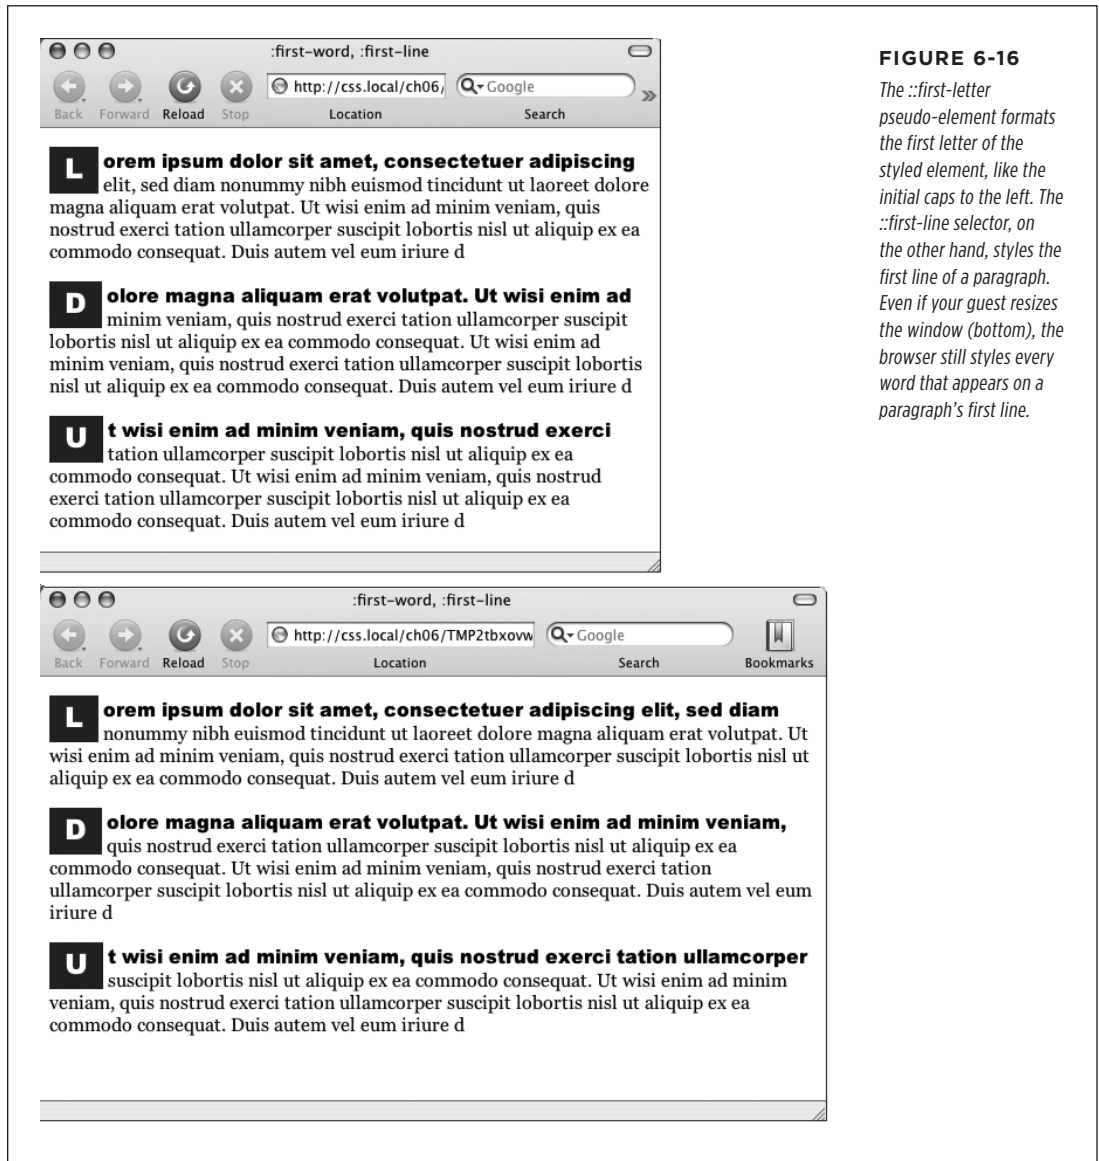 :first-word, :first-line
http://css.local/ch06/
Google
Back Forward Reload Stop Location Search
L orem ipsum dolor sit amet, consectetuer adipiscing
elit, sed diam nonummy nibh euismod tincidunt ut laoreet dolore
magna aliquam erat volutpat. Ut wisi enim ad minim veniam, quis
nostrud exerci tation ullamcorper suscipit lobortis nisl ut aliquip ex ea
commodo consequat. Duis autem vel eum iriure d
D olore magna aliquam erat volutpat. Ut wisi enim ad
minim veniam, quis nostrud exerci tation ullamcorper suscipit
lobortis nisl ut aliquip ex ea commodo consequat. Ut wisi enim ad
minim veniam, quis nostrud exerci tation ullamcorper suscipit lobortis
nisl ut aliquip ex ea commodo consequat. Duis autem vel eum iriure d
U t wisi enim ad minim veniam, quis nostrud exerci
tation ullamcorper suscipit lobortis nisl ut aliquip ex ea
commodo consequat. Ut wisi enim ad minim veniam, quis nostrud
exerci tation ullamcorper suscipit lobortis nisl ut aliquip ex ea
commodo consequat. Duis autem vel eum iriure d
:first-word, :first-line
http://css.local/ch06/TMP2tbxovw
Google
Back Forward Reload Stop Location Search Bookmarks
L orem ipsum dolor sit amet, consectetuer adipiscing elit, sed diam
nonummy nibh euismod tincidunt ut laoreet dolore magna aliquam erat volutpat. Ut
wisi enim ad minim veniam, quis nostrud exerci tation ullamcorper suscipit lobortis nisl ut
aliquip ex ea commodo consequat. Duis autem vel eum iriure d
D olore magna aliquam erat volutpat. Ut wisi enim ad minim veniam,
quis nostrud exerci tation ullamcorper suscipit lobortis nisl ut aliquip ex ea
commodo consequat. Ut wisi enim ad minim veniam, quis nostrud exerci tation
ullamcorper suscipit lobortis nisl ut aliquip ex ea commodo consequat. Duis autem vel eum
iriure d
U t wisi enim ad minim veniam, quis nostrud exerci tation ullamcorper
suscipit lobortis nisl ut aliquip ex ea commodo consequat. Ut wisi enim ad minim
veniam, quis nostrud exerci tation ullamcorper suscipit lobortis nisl ut aliquip ex ea
commodo consequat. Duis autem vel eum iriure d
FIGURE 6-16
The ::first-letter
pseudo-element formats
the first letter of the
styled element, like the
initial caps to the left. The
::first-line selector, on
the other hand, styles the
first line of a paragraph.
Even if your guest resizes
the window (bottom), the
browser still styles every
word that appears on a
paragraph's first line.